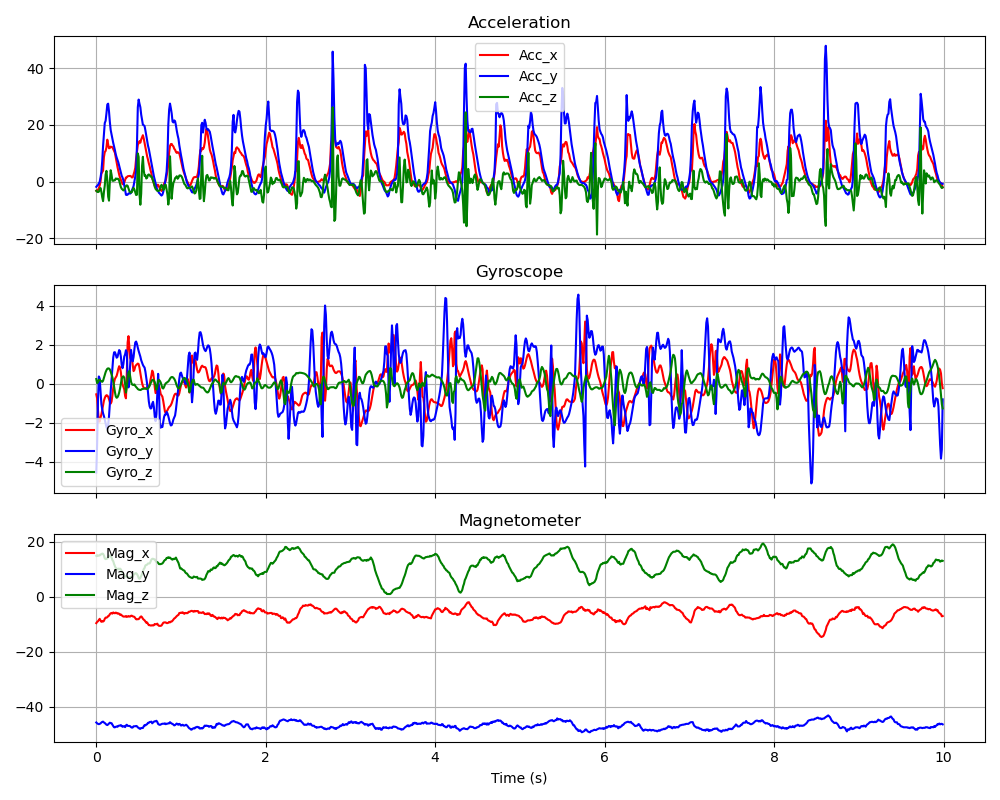 Acceleration
40
20
0
−20
Acc_x
Acc_y
Acc_z
Gyroscope
4
2
0
−2
−4
Gyro_x
Gyro_y
Gyro_z
Magnetometer
20
0
−20
−40
Mag_x
Mag_y
Mag_z
0 2 4 6 8 10
Time (s)